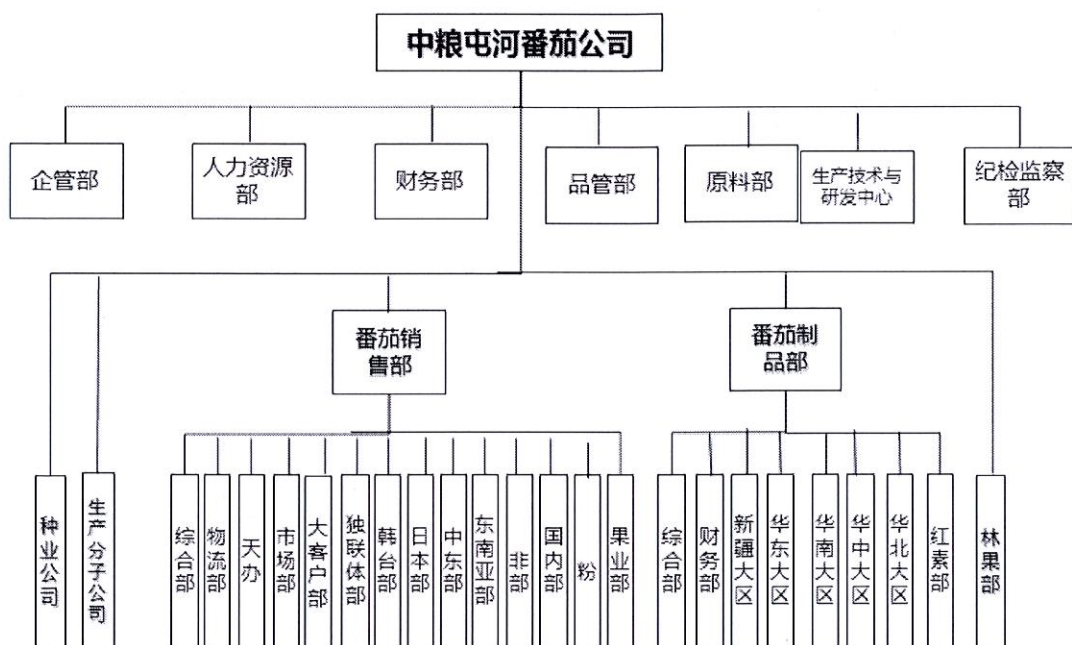 中粮屯河番茄公司
企管部
人力资源
部
财务部
品管部
原料部
生产技术与
研发中心
纪检监察
部
番茄销
售部
番茄制
品部
种业公司
生产分子公司
综合部
物流部
天办
市场部
大客户部
独联体部
韩台部
日本部
中东部
东南亚部
非部
国内部
粉
果业部
综合部
财务部
新疆大区
华东大区
华南大区
华中大区
华北大区
红素部
林果部